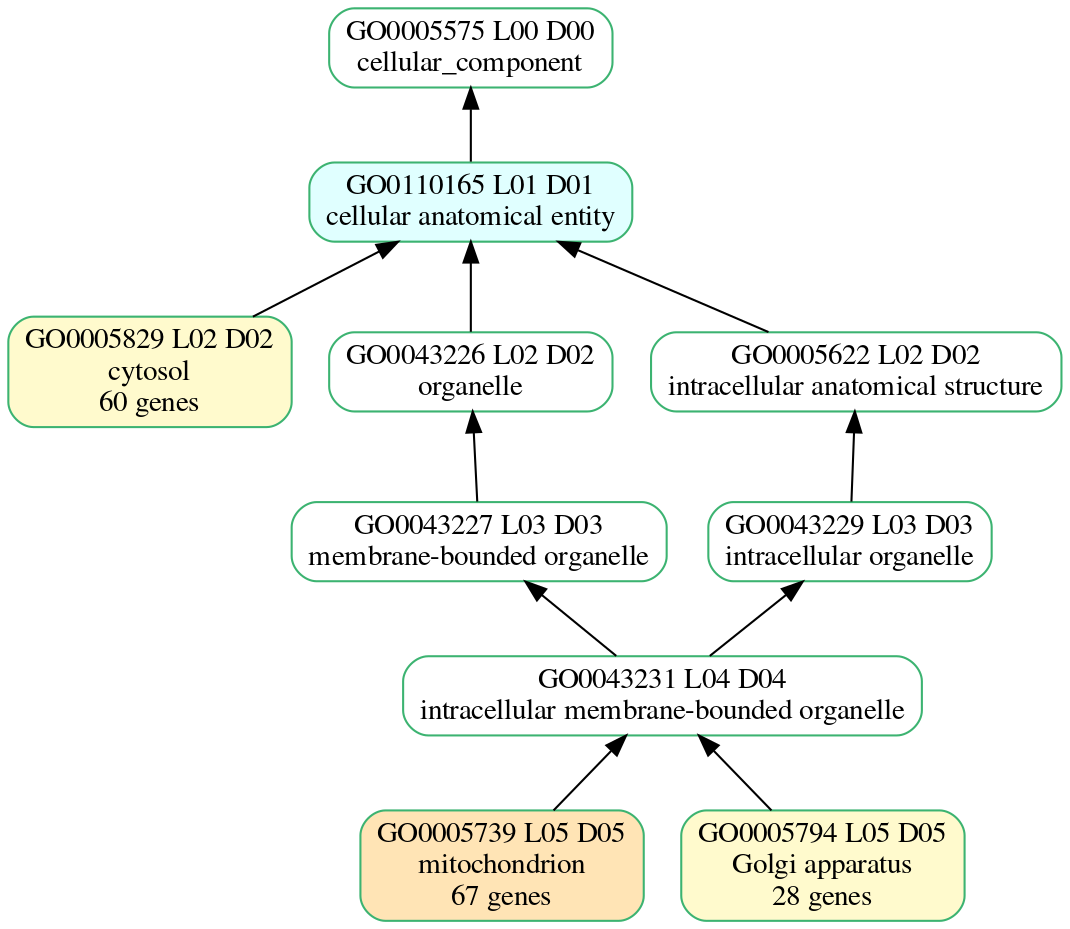 GO0005575 L00 D00
cellular_component
GO0110165 L01 D01
cellular anatomical entity
GO0005829 L02 D02
cytosol
60 genes
GO0043226 L02 D02
organelle
GO0005622 L02 D02
intracellular anatomical structure
GO0043227 L03 D03
membrane-bounded organelle
GO0043229 L03 D03
intracellular organelle
GO0043231 L04 D04
intracellular membrane-bounded organelle
GO0005739 L05 D05
mitochondrion
67 genes
GO0005794 L05 D05
Golgi apparatus
28 genes